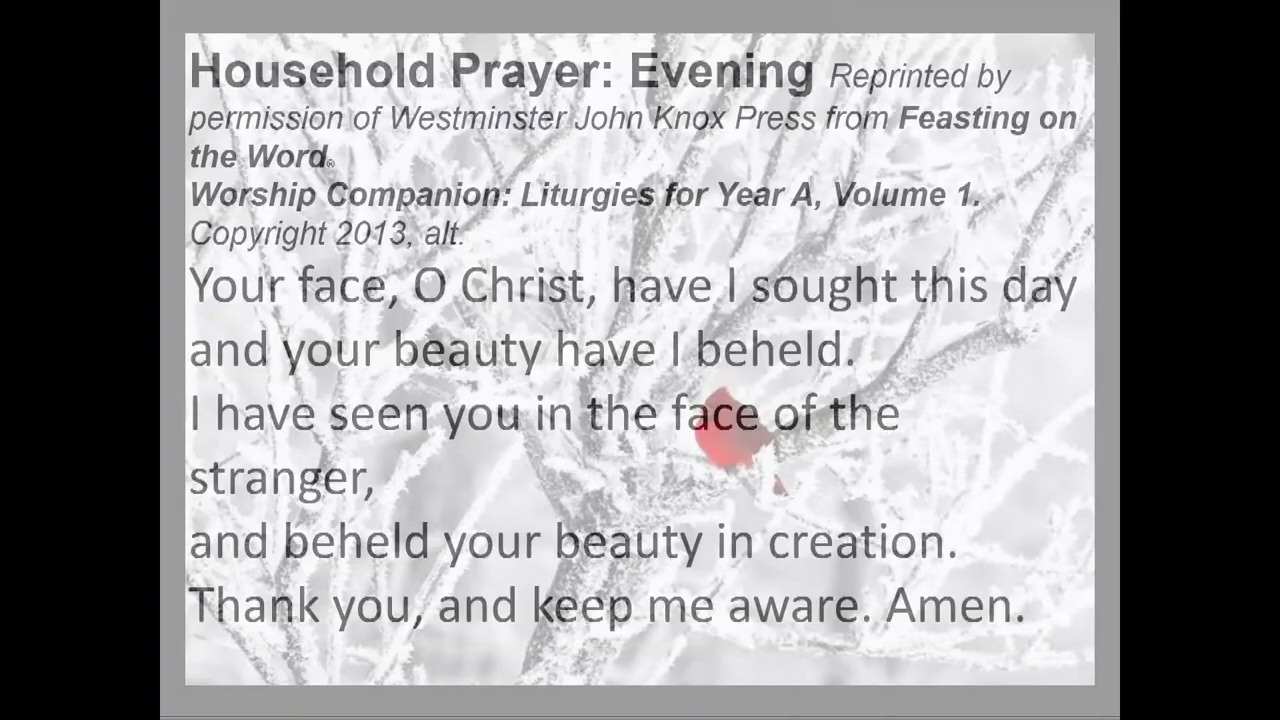 Household Prayer: Evening Reprinted by
permission of Westminster John Knox Press from Feasting on
the Word®
Worship Companion: Liturgies for Year A, Volume 1.
Copyright 2013, alt.
Your face, O Christ, have I sought this day
and your beauty have I beheld.
I have seen you in the face of the
stranger,
and beheld your beauty in creation.
Thank you, and keep me aware. Amen.